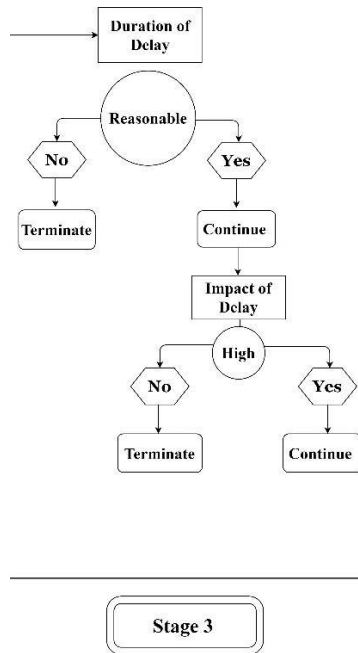 Duration of
Delay
Reasonable
No
Yes
Terminate
Continue
Impact of
Delay
High
No
Yes
Terminate
Continue
Stage 3